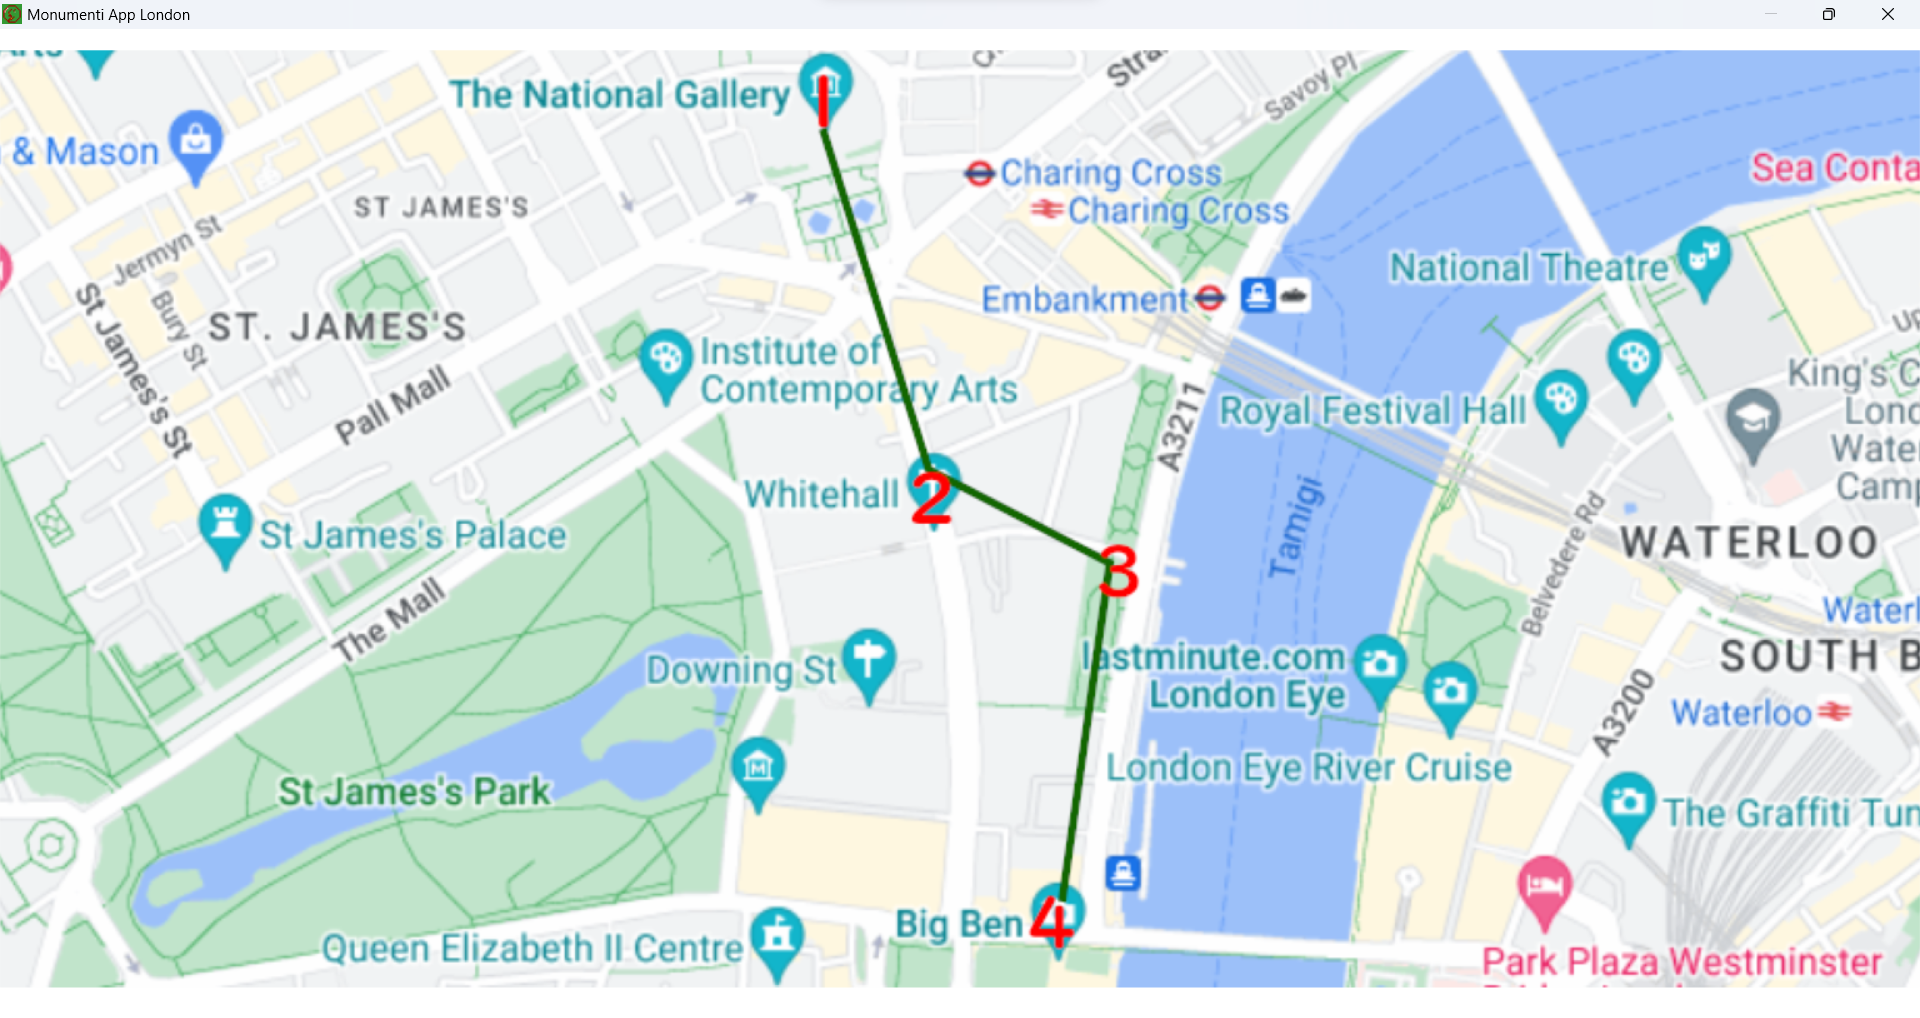 Monumenti App London
The National Gallery
1
Savoy Pl
& Mason
Charing Cross
Charing Cross
Sea Conta
ST JAMES'S
Jermyn St
Bury St
St James's St
ST. JAMES'S
Pall Mall
National Theatre
Embankment
Institute of
Contemporary Arts
A3211
Royal Festival Hall
King's C
Lond
Water
Camp
Whitehall
2
St James's Palace
Tamigi
Belvedere Rd
WATERLOO
3
The Mall
Waterl
SOUTH B
Downing St
lastminute.com
London Eye
A3200
Waterloo
St James's Park
London Eye River Cruise
The Graffiti Tun
Big Ben
4
Queen Elizabeth II Centre
Park Plaza Westminster